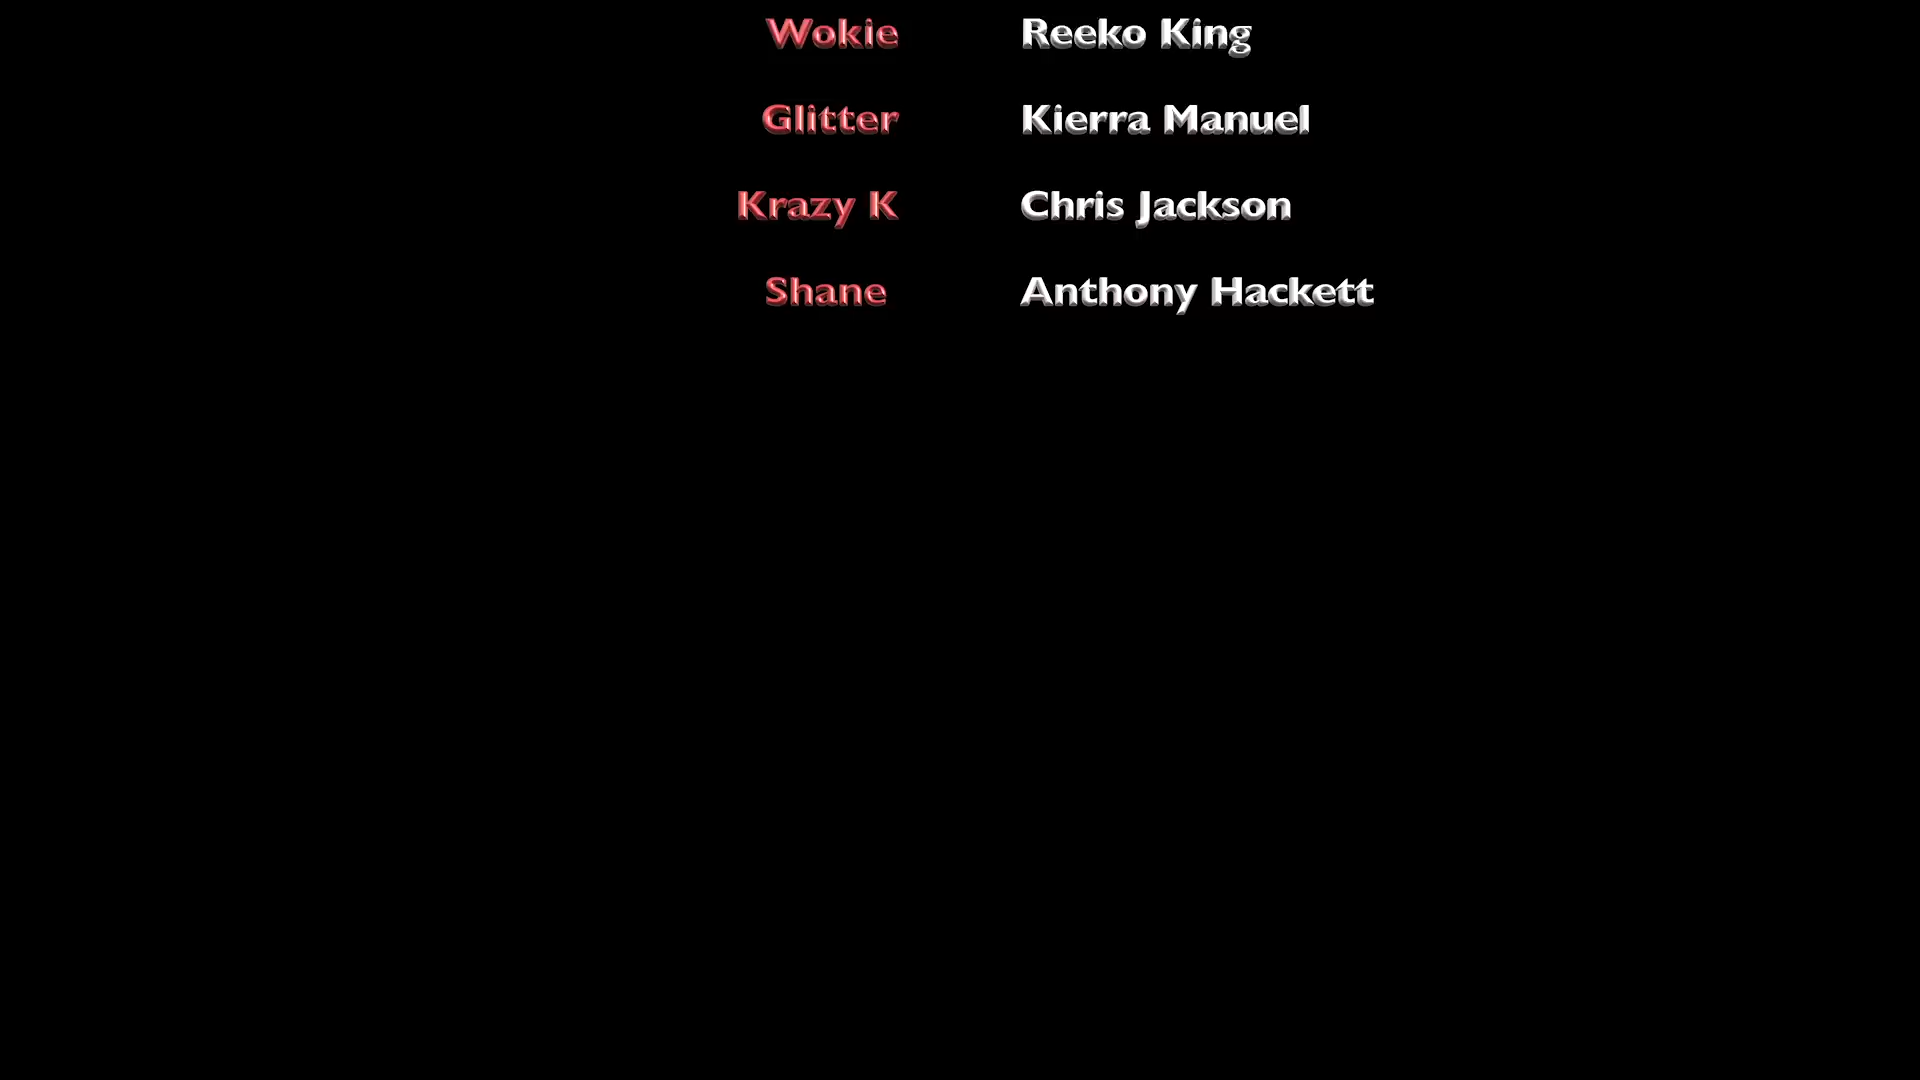 Wokie Reeko King
Glitter Kierra Manuel
Krazy K Chris Jackson
Shane Anthony Hackett